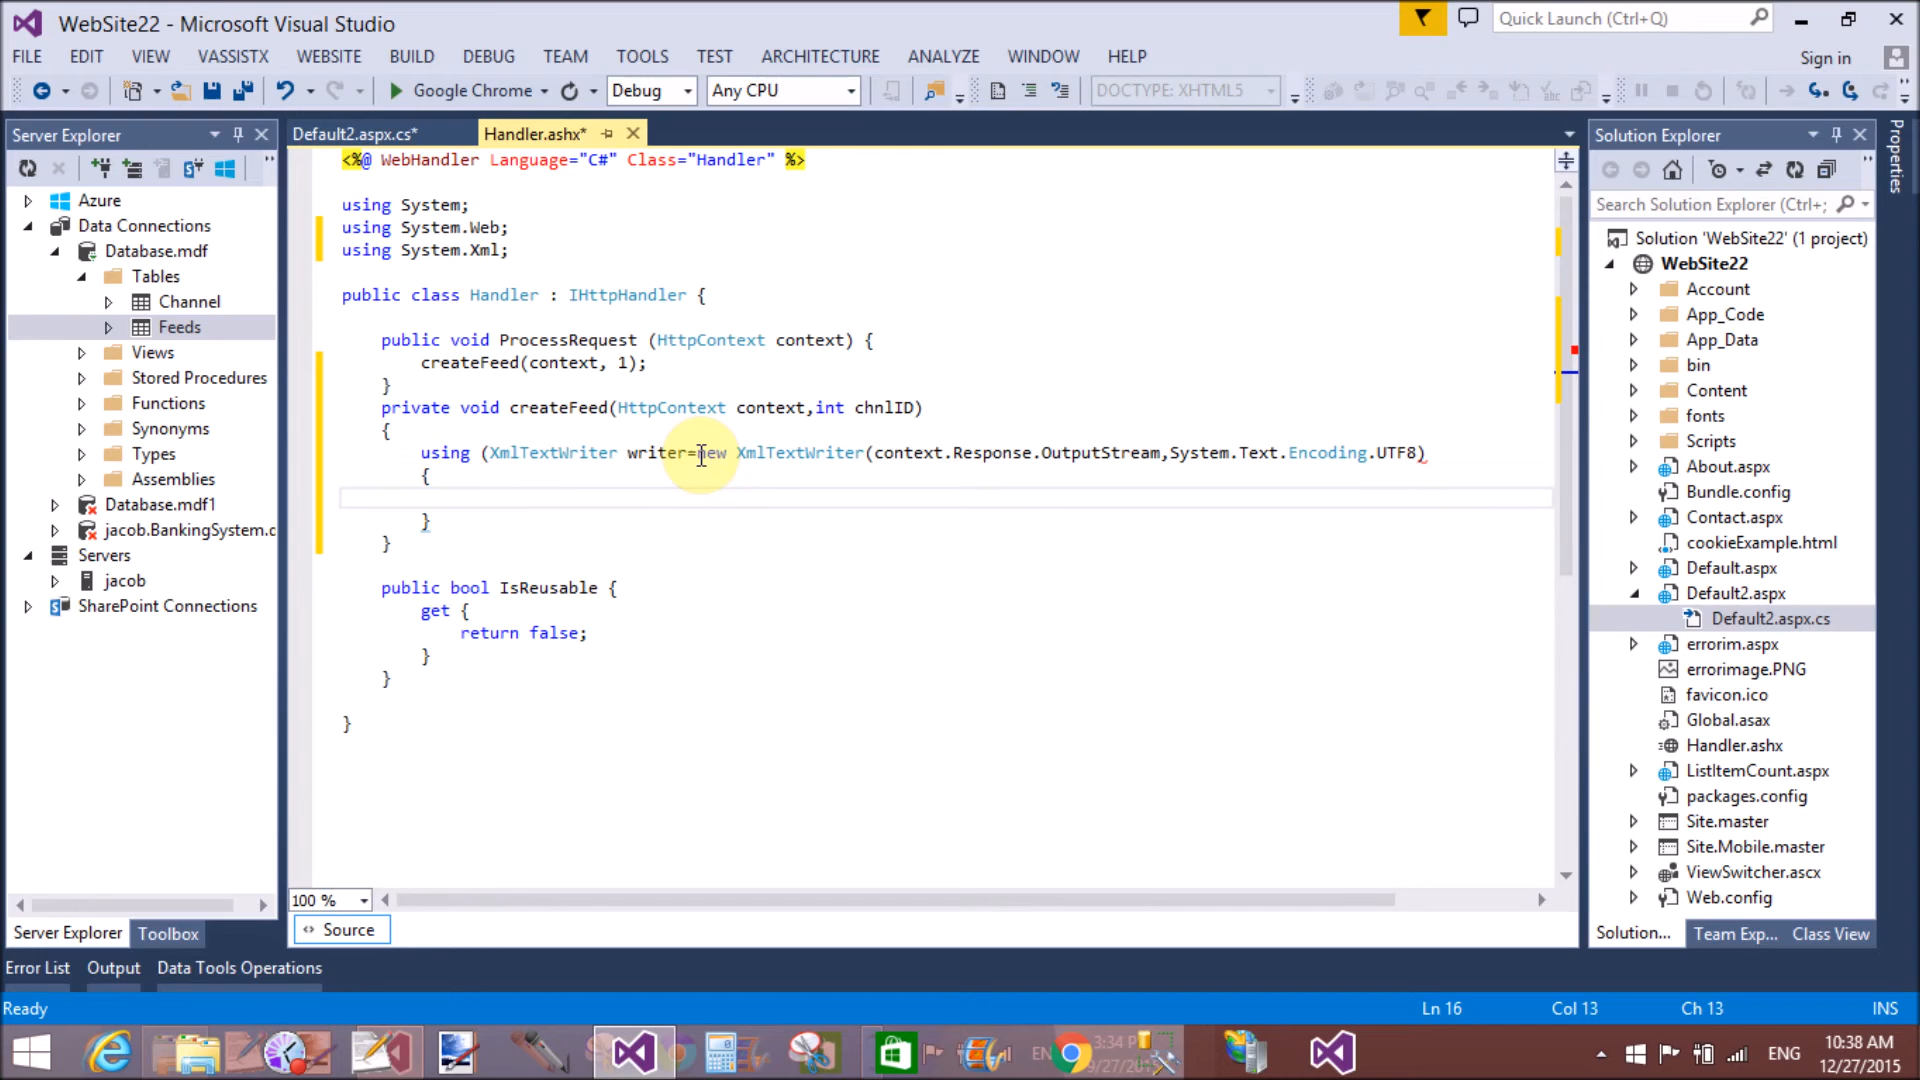 WebSite22 - Microsoft Visual Studio
Quick Launch (Ctrl+Q)
FILE EDIT VIEW VASSISTX WEBSITE BUILD DEBUG TEAM TOOLS TEST ARCHITECTURE ANALYZE WINDOW HELP
Sign in
Google Chrome Debug Any CPU DOCTYPE: XHTML5
Server Explorer
Azure
Data Connections
Database.mdf
Tables
Channel
Feeds
Views
Stored Procedures
Functions
Synonyms
Types
Assemblies
Database.mdf1
jacob.BankingSystem.c
Servers
jacob
SharePoint Connections
Server Explorer Toolbox
Default2.aspx.cs* Handler.ashx*
<%@ WebHandler Language="C#" Class="Handler" %>
using System;
using System.Web;
using System.Xml;
public class Handler : IHttpHandler {
public void ProcessRequest (HttpContext context) {
createFeed(context, 1);
}
private void createFeed(HttpContext context,int chnlID)
{
using (XmlTextWriter writer=new XmlTextWriter(context.Response.OutputStream,System.Text.Encoding.UTF8)
{
}
}
public bool IsReusable {
get {
return false;
}
}
}
100 %
Source
Solution Explorer
Search Solution Explorer (Ctrl+;
Solution 'WebSite22' (1 project)
WebSite22
Account
App_Code
App_Data
bin
Content
fonts
Scripts
About.aspx
Bundle.config
Contact.aspx
cookieExample.html
Default.aspx
Default2.aspx
Default2.aspx.cs
errorim.aspx
errorimage.PNG
favicon.ico
Global.asax
Handler.ashx
ListItemCount.aspx
packages.config
Site.master
Site.Mobile.master
ViewSwitcher.ascx
Web.config
Solution... Team Exp... Class View
Properties
Error List Output Data Tools Operations
Ready Ln 16 Col 13 Ch 13 INS
EN 3:34 PM
9/27/2015
ENG 10:38 AM
12/27/2015